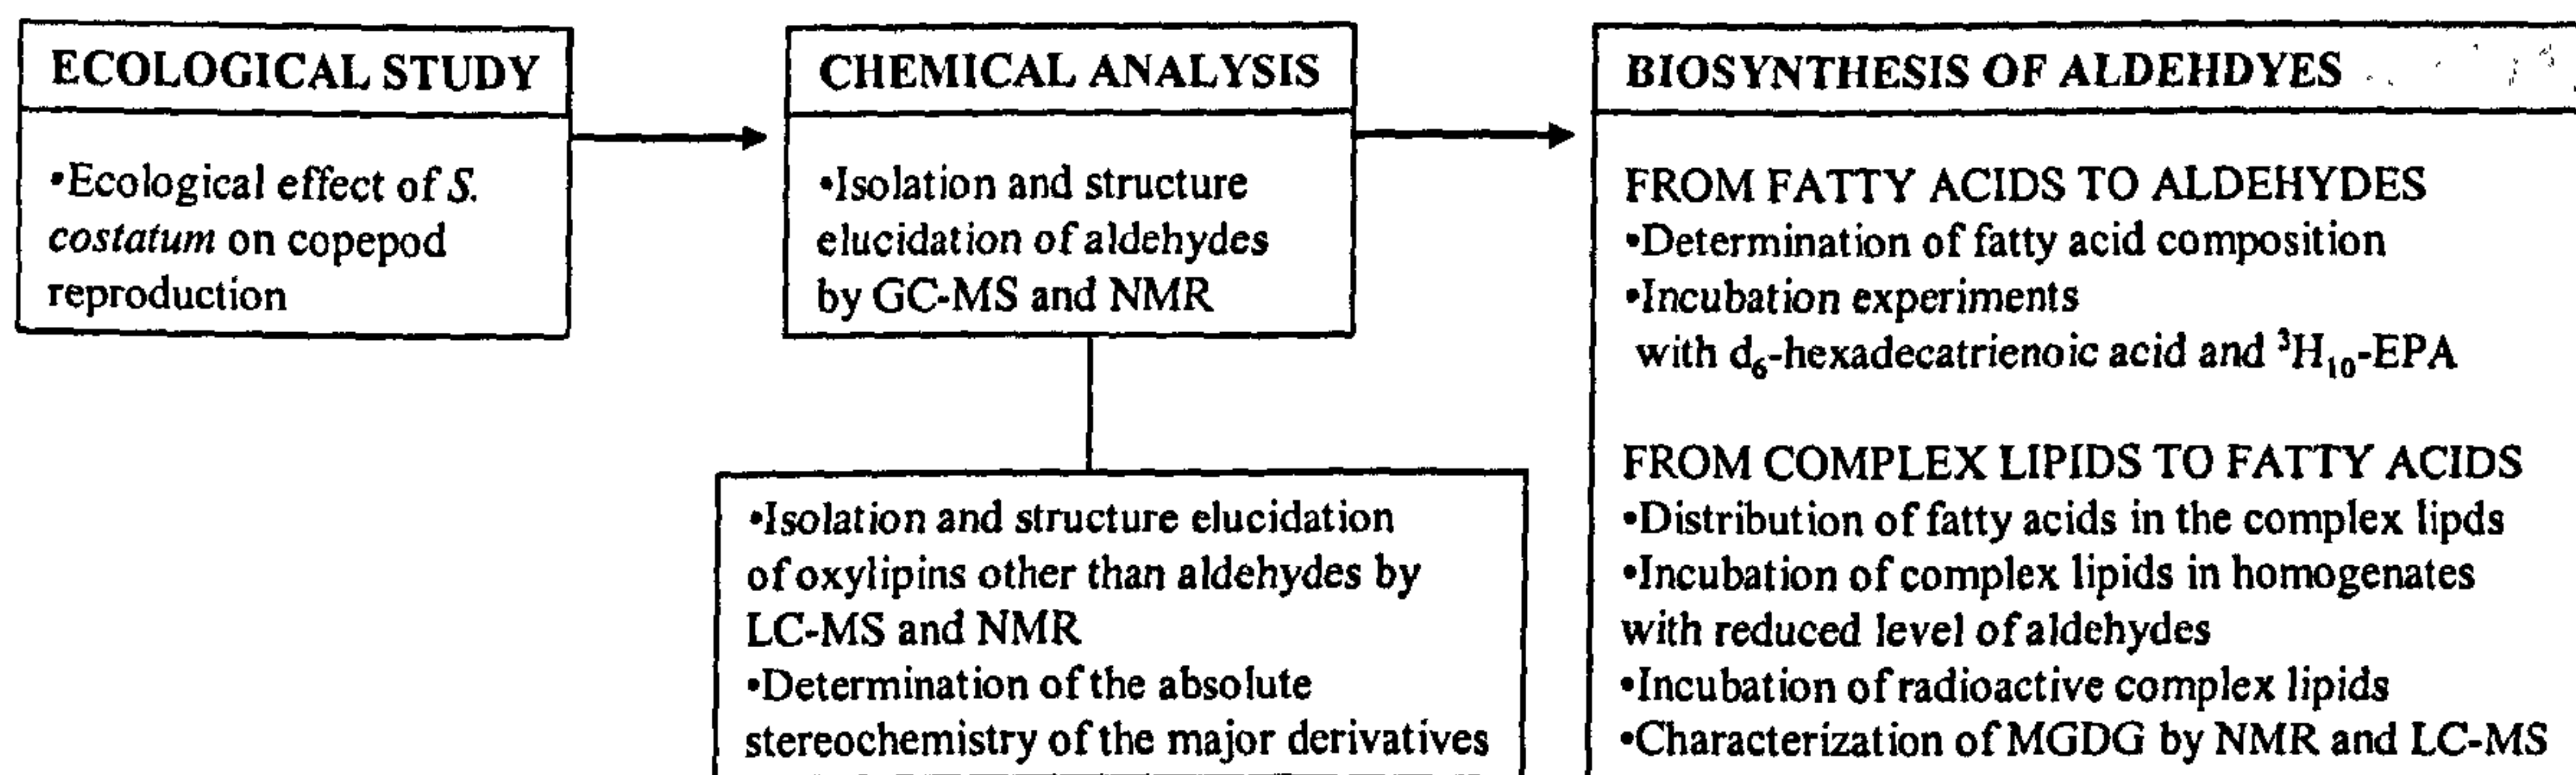 ECOLOGICAL STUDY
•Ecological effect of S.
costatum on copepod
reproduction
CHEMICAL ANALYSIS
•Isolation and structure
elucidation of aldehydes
by GC-MS and NMR
•Isolation and structure elucidation
of oxylipins other than aldehydes by
LC-MS and NMR
•Determination of the absolute
stereochemistry of the major derivatives
BIOSYNTHESIS OF ALDEHDYES
FROM FATTY ACIDS TO ALDEHYDES
•Determination of fatty acid composition
•Incubation experiments
with d₆-hexadecatrienoic acid and ³H₁₀-EPA
FROM COMPLEX LIPIDS TO FATTY ACIDS
•Distribution of fatty acids in the complex lipds
•Incubation of complex lipids in homogenates
with reduced level of aldehydes
•Incubation of radioactive complex lipids
•Characterization of MGDG by NMR and LC-MS